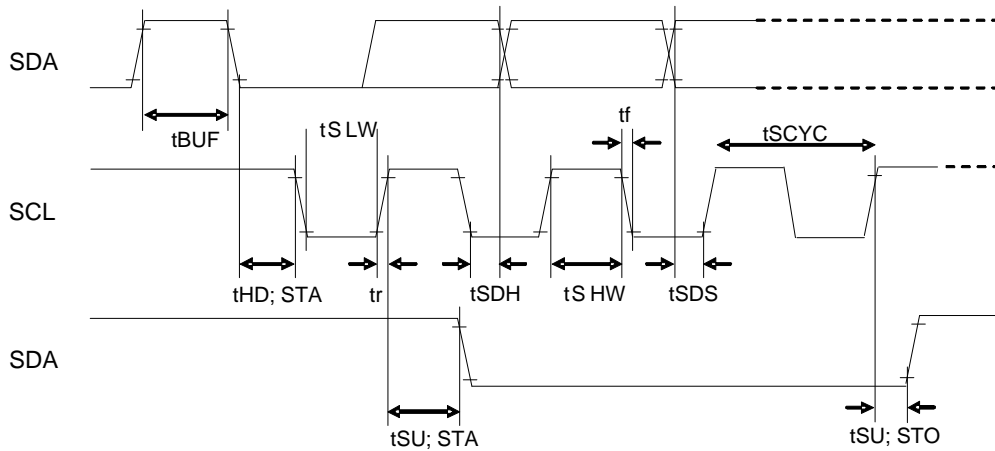 SDA
tBUF
tS LW
tf
tSCYC
SCL
tHD; STA
tr
tSDH
tS HW
tSDS
SDA
tSU; STA
tSU; STO